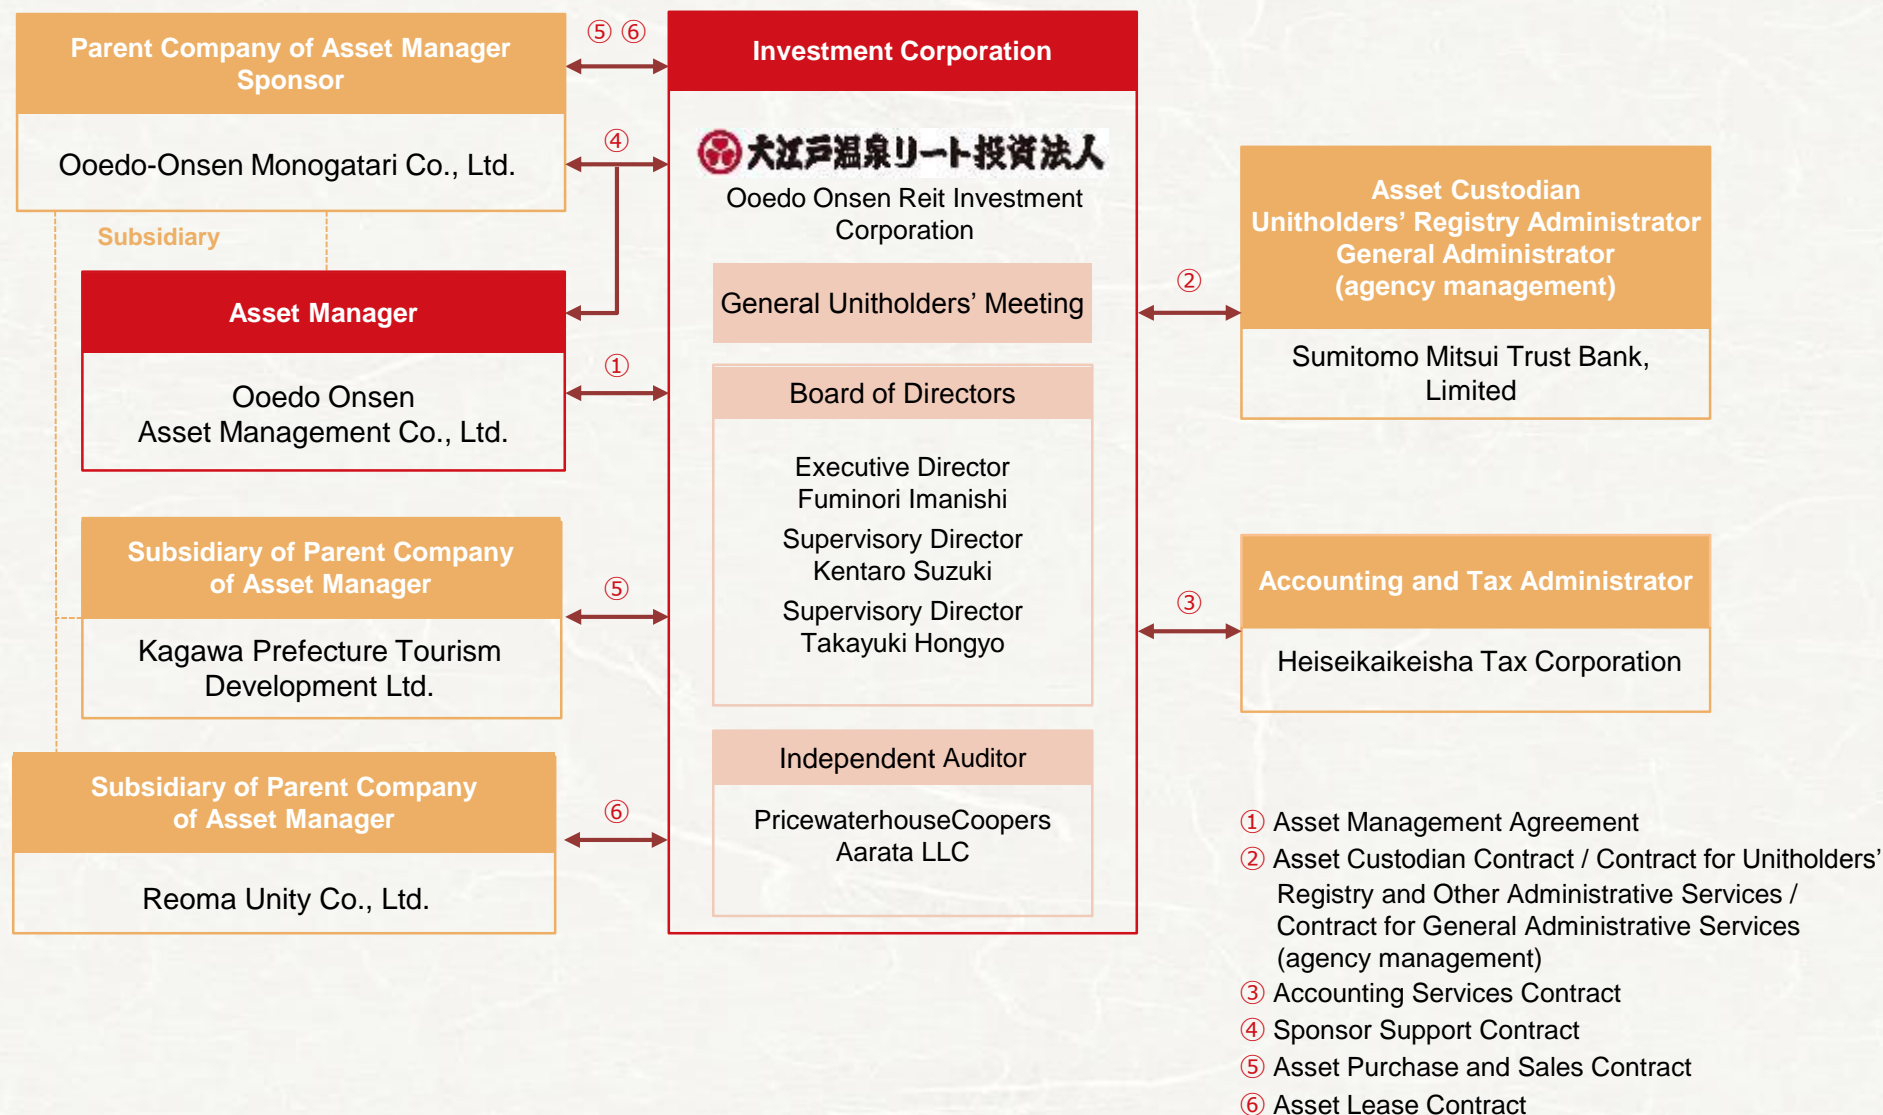 Parent Company of Asset Manager
Sponsor
Ooedo-Onsen Monogatari Co., Ltd.
Subsidiary
Asset Manager
Ooedo Onsen
Asset Management Co., Ltd.
Subsidiary of Parent Company
of Asset Manager
Kagawa Prefecture Tourism
Development Ltd.
Subsidiary of Parent Company
of Asset Manager
Reoma Unity Co., Ltd.
⑤ ⑥
④
①
⑤
⑥
Investment Corporation
大江戸温泉リート投資法人
Ooedo Onsen Reit Investment
Corporation
General Unitholders’ Meeting
Board of Directors
Executive Director
Fuminori Imanishi
Supervisory Director
Kentaro Suzuki
Supervisory Director
Takayuki Hongyo
Independent Auditor
PricewaterhouseCoopers
Aarata LLC
②
③
Asset Custodian
Unitholders’ Registry Administrator
General Administrator
(agency management)
Sumitomo Mitsui Trust Bank,
Limited
Accounting and Tax Administrator
Heiseikaikeisha Tax Corporation
① Asset Management Agreement
② Asset Custodian Contract / Contract for Unitholders’
Registry and Other Administrative Services /
Contract for General Administrative Services
(agency management)
③ Accounting Services Contract
④ Sponsor Support Contract
⑤ Asset Purchase and Sales Contract
⑥ Asset Lease Contract